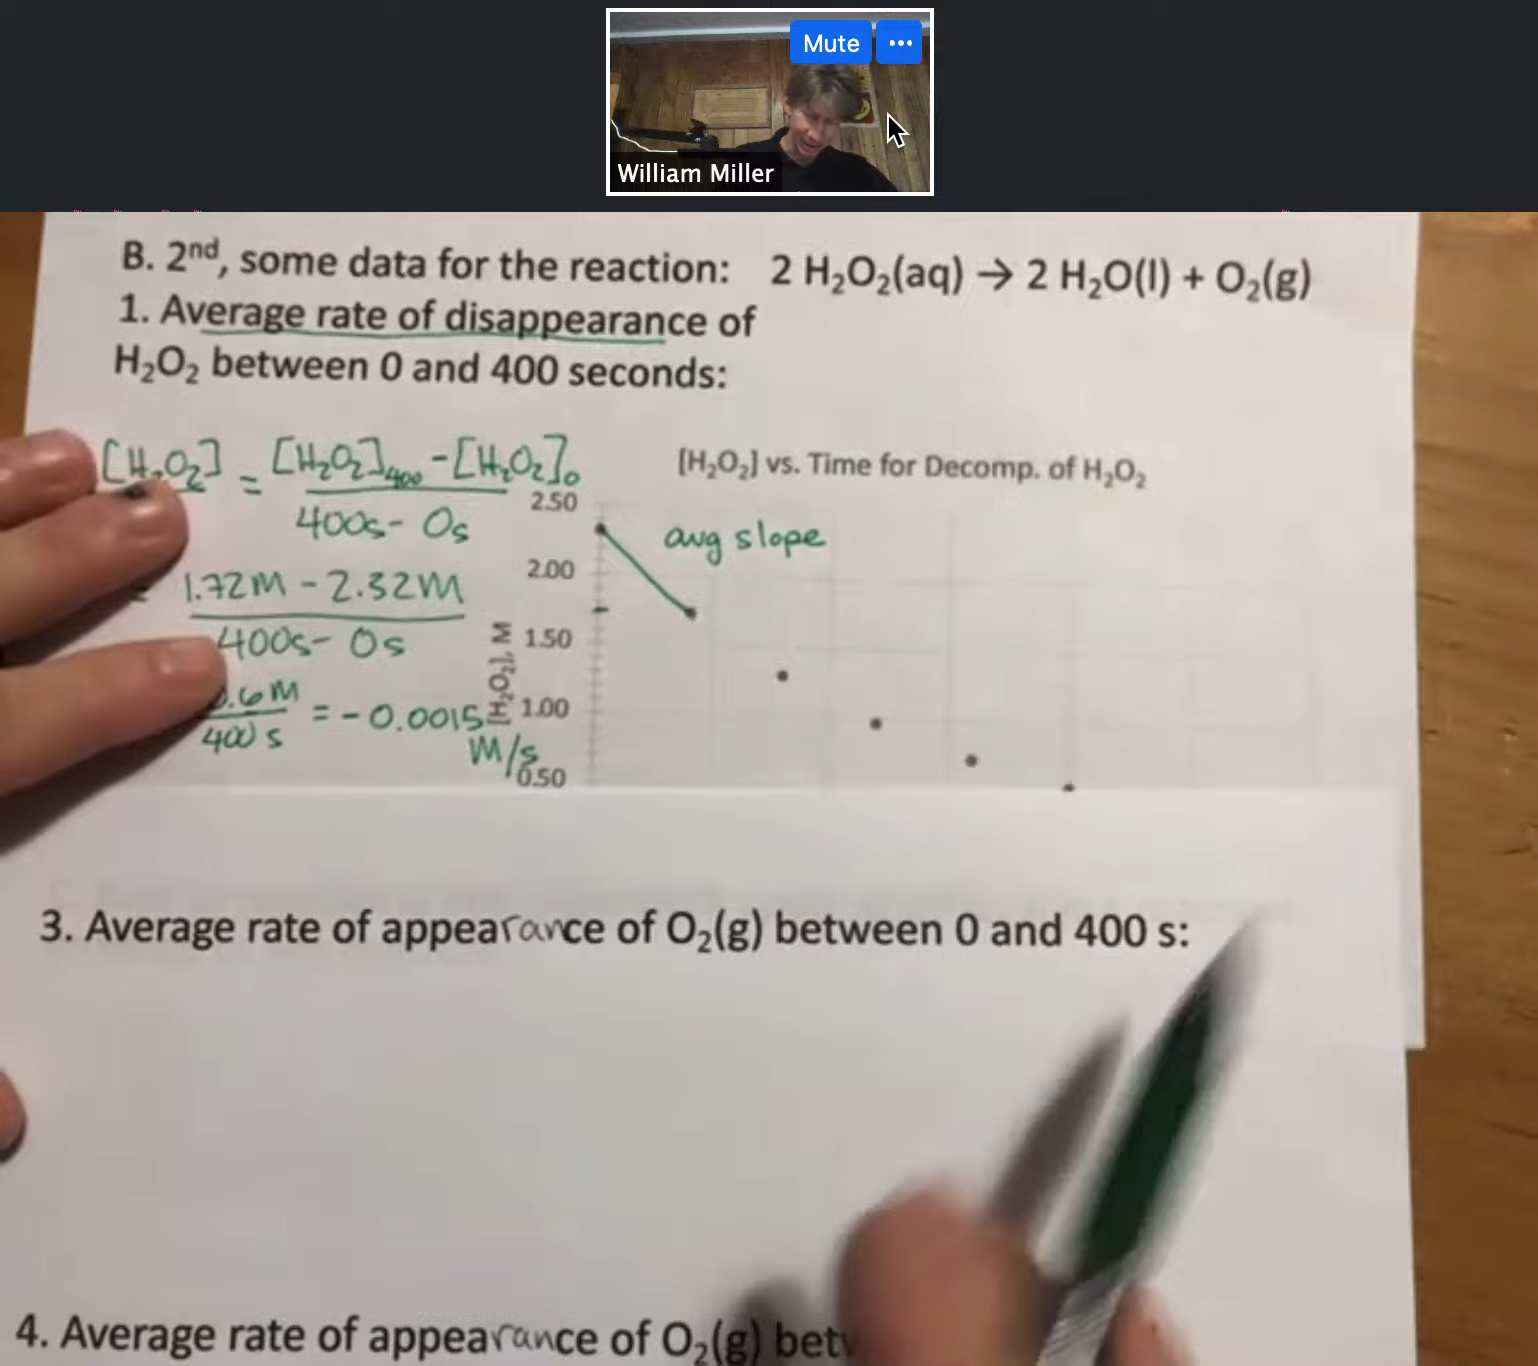 Mute
William Miller
B. 2nd, some data for the reaction: 2 H₂O₂(aq) → 2 H₂O(l) + O₂(g)
1. Average rate of disappearance of
H₂O₂ between 0 and 400 seconds:
[H₂O₂] = [H₂O₂]₄₀₀ - [H₂O₂]₀
400s - 0s
1.72M - 2.32M
400s - 0s
.6M
400 s
= -0.0015
M/s
[H₂O₂] vs. Time for Decomp. of H₂O₂
avg slope
2.50
2.00
1.50
1.00
0.50
[H₂O₂], M
3. Average rate of appearance of O₂(g) between 0 and 400 s:
4. Average rate of appearance of O₂(g)